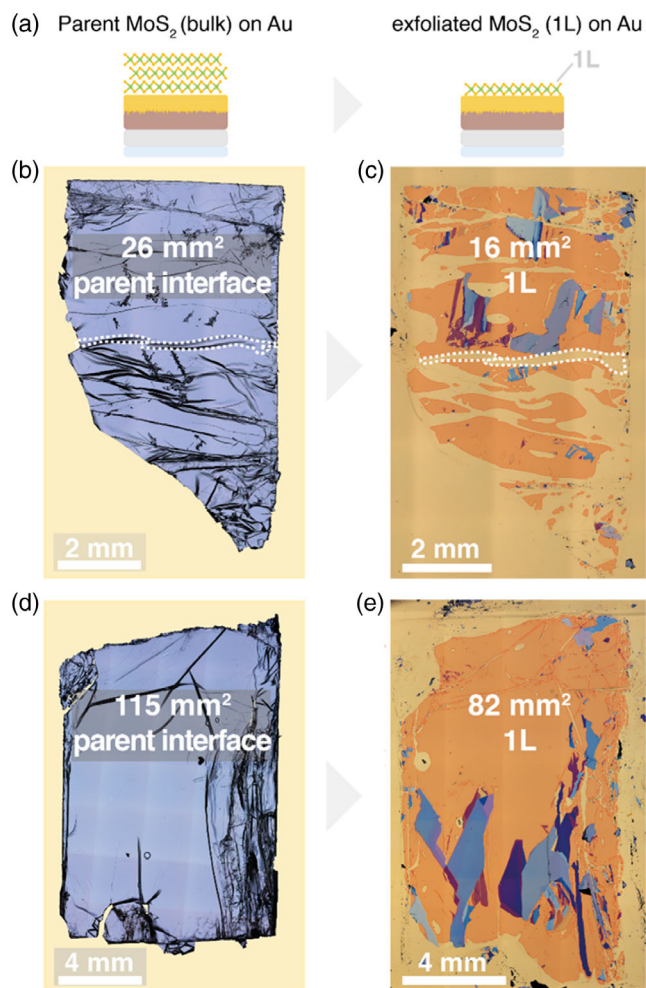 (a) Parent MoS₂ (bulk) on Au exfoliated MoS₂ (1L) on Au
1L
(b) (c)
26 mm² 16 mm²
parent interface 1L
2 mm 2 mm
(d) (e)
115 mm² 82 mm²
parent interface 1L
4 mm 4 mm